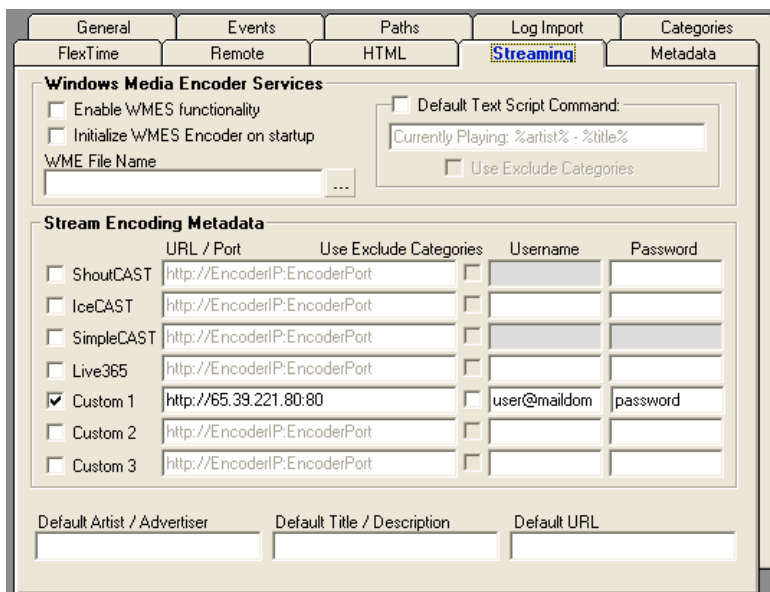 General Events Paths Log Import Categories
FlexTime Remote HTML Streaming Metadata
Windows Media Encoder Services
Enable WMES functionality
Initialize WMES Encoder on startup
WME File Name
...
Default Text Script Command:
Currently Playing: %artist% - %title%
Use Exclude Categories
Stream Encoding Metadata
URL / Port Use Exclude Categories Username Password
ShoutCAST http://EncoderIP:EncoderPort
IceCAST http://EncoderIP:EncoderPort
SimpleCAST http://EncoderIP:EncoderPort
Live365 http://EncoderIP:EncoderPort
Custom 1 http://65.39.221.80:80 user@maildom password
Custom 2 http://EncoderIP:EncoderPort
Custom 3 http://EncoderIP:EncoderPort
Default Artist / Advertiser Default Title / Description Default URL